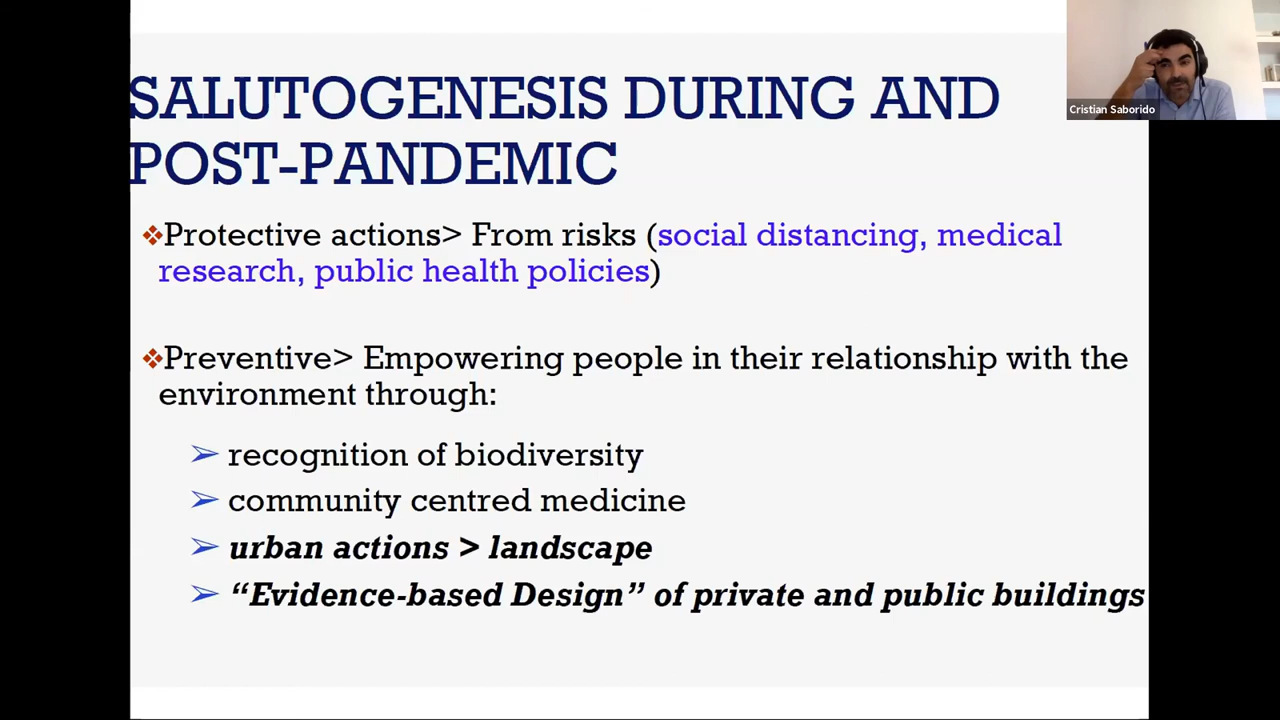 SALUTOGENESIS DURING AND
POST-PANDEMIC
Cristian Saborido
❖Protective actions> From risks (social distancing, medical
research, public health policies)
❖Preventive> Empowering people in their relationship with the
environment through:
➢ recognition of biodiversity
➢ community centred medicine
➢ urban actions > landscape
➢ “Evidence-based Design” of private and public buildings